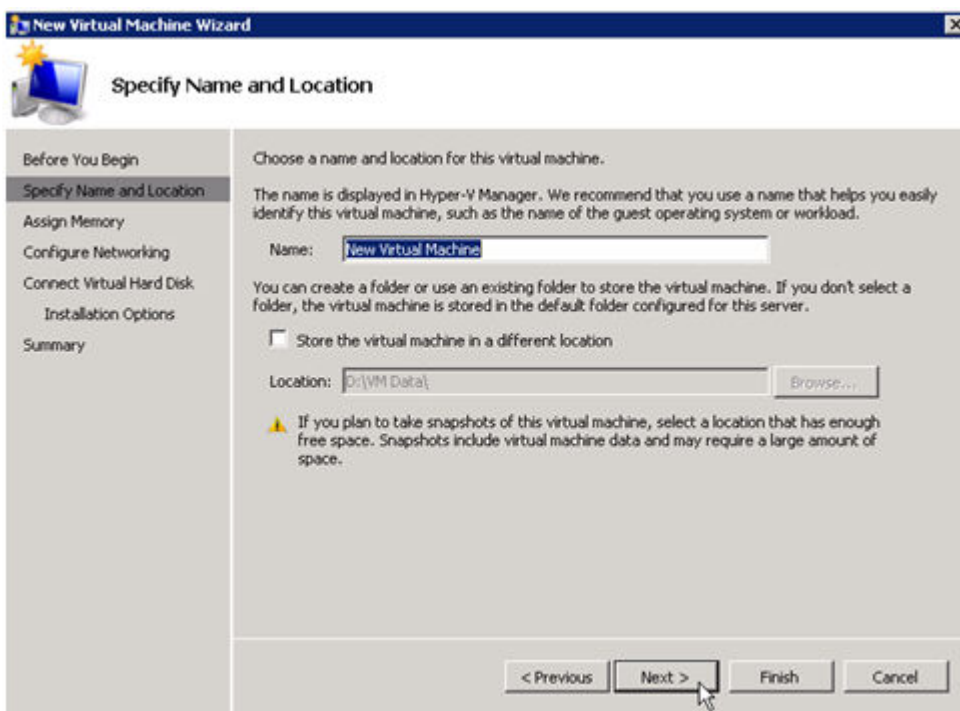 New Virtual Machine Wizard
Specify Name and Location
Before You Begin
Specify Name and Location
Assign Memory
Configure Networking
Connect Virtual Hard Disk
Installation Options
Summary
Choose a name and location for this virtual machine.
The name is displayed in Hyper-V Manager. We recommend that you use a name that helps you easily
identify this virtual machine, such as the name of the guest operating system or workload.
Name: New Virtual Machine
You can create a folder or use an existing folder to store the virtual machine. If you don't select a
folder, the virtual machine is stored in the default folder configured for this server.
Store the virtual machine in a different location
Location: D:\VM Data\ Browse...
If you plan to take snapshots of this virtual machine, select a location that has enough
free space. Snapshots include virtual machine data and may require a large amount of
space.
< Previous Next > Finish Cancel